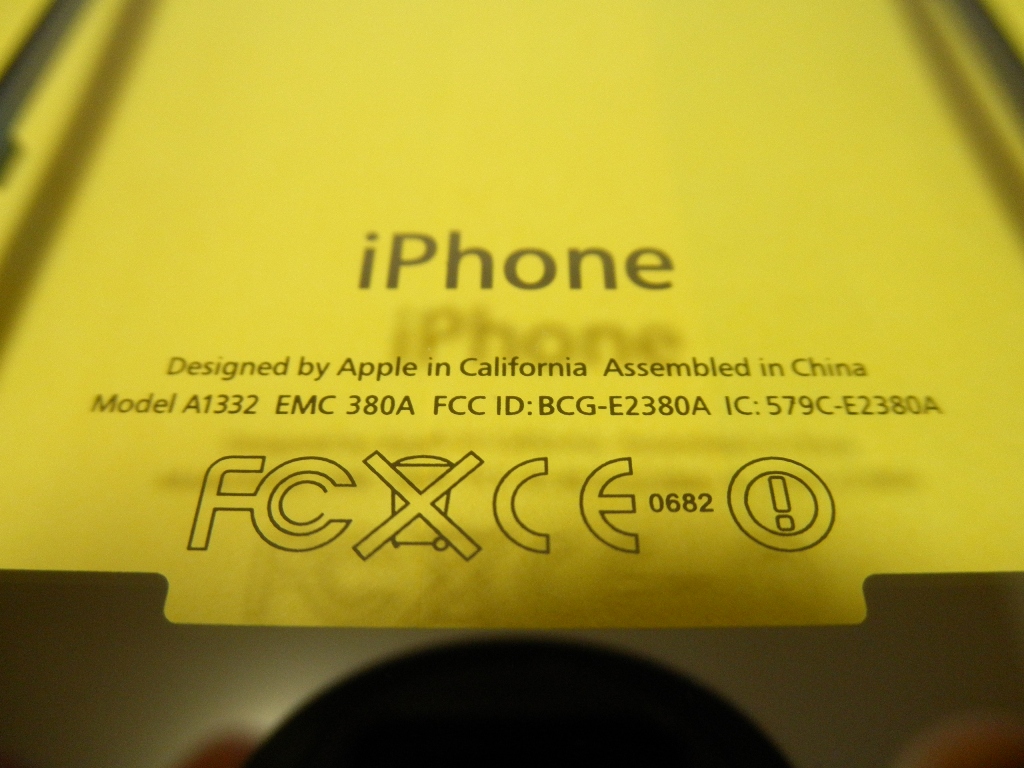 iPhone
Designed by Apple in California Assembled in China
Model A1332 EMC 380A FCC ID: BCG-E2380A IC: 579C-E2380A
FC CE 0682